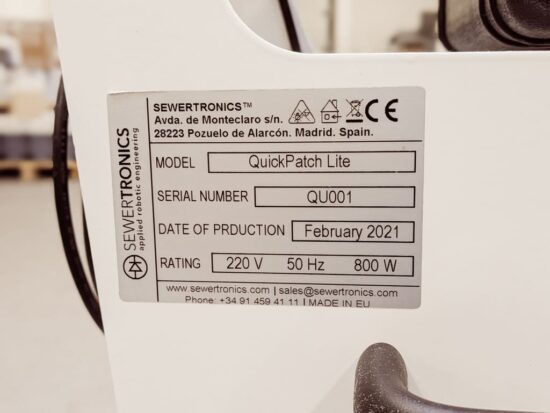 SEWERTRONICS
applied robotic engineering
SEWERTRONICS™
Avda. de Monteclaro s/n.
28223 Pozuelo de Alarcón. Madrid. Spain.
CE
MODEL QuickPatch Lite
SERIAL NUMBER QU001
DATE OF PRDUCTION February 2021
RATING 220 V 50 Hz 800 W
www.sewertronics.com | sales@sewertronics.com
Phone: +34 91 459 41 11 | MADE IN EU